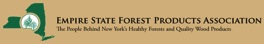 EMPIRE STATE FOREST PRODUCTS ASSOCIATION
The People Behind New York's Healthy Forests and Quality Wood Products